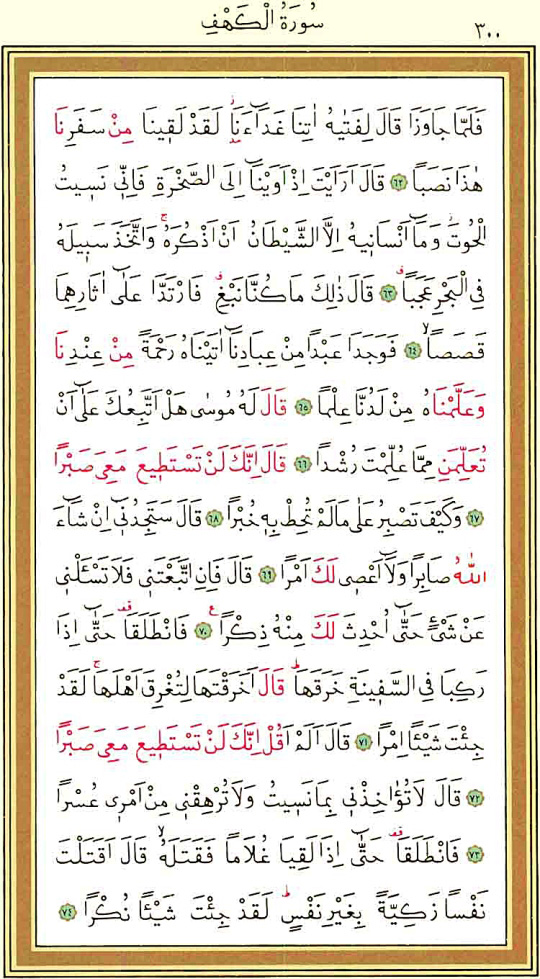 سُورَةُ الْكَهْفِ ٣٠٠
فَلَمَّا جَاوَزَا قَالَ لِفَتٰيهُ اٰتِنَا غَدَٓاءَنَاۘ لَقَدْ لَقٖينَا مِنْ سَفَرِنَا
هٰذَا نَصَبًا ﴿٦٢﴾ قَالَ اَرَاَيْتَ اِذْ اَوَيْنَٓا اِلَى الصَّخْرَةِ فَاِنّٖي نَسٖيتُ
الْحُوتَۘ وَمَٓا اَنْسَانٖيهُ اِلَّا الشَّيْطَانُ اَنْ اَذْكُرَهُۚ وَاتَّخَذَ سَبٖيلَهُ
فِي الْبَحْرِ عَجَبًاۗ ﴿٦٣﴾ قَالَ ذٰلِكَ مَا كُنَّا نَبْغِۗ فَارْتَدَّا عَلٰٓى اٰثَارِهِمَا
قَصَصًاۙ ﴿٦٤﴾ فَوَجَدَا عَبْدًا مِنْ عِبَادِنَٓا اٰتَيْنَاهُ رَحْمَةً مِنْ عِنْدِنَا
وَعَلَّمْنَاهُ مِنْ لَدُنَّا عِلْمًا ﴿٦٥﴾ قَالَ لَهُ مُوسٰى هَلْ اَتَّبِعُكَ عَلٰٓى اَنْ
تُعَلِّمَنِ مِمَّا عُلِّمْتَ رُشْدًا ﴿٦٦﴾ قَالَ اِنَّكَ لَنْ تَسْتَطٖيعَ مَعِيَ صَبْرًا
﴿٦٧﴾ وَكَيْفَ تَصْبِرُ عَلٰى مَا لَمْ تُحِطْ بِهٖ خُبْرًا ﴿٦٨﴾ قَالَ سَتَجِدُنٖٓي اِنْ شَٓاءَ
اللّٰهُ صَابِرًا وَلَٓا اَعْصٖي لَكَ اَمْرًا ﴿٦٩﴾ قَالَ فَاِنِ اتَّبَعْتَنٖي فَلَا تَسْـَٔلْنٖي
عَنْ شَيْءٍ حَتّٰٓى اُحْدِثَ لَكَ مِنْهُ ذِكْرًا ﴿٧٠﴾ع فَانْطَلَقَا۠ حَتّٰٓى اِذَا
رَكِبَا فِي السَّفٖينَةِ خَرَقَهَاۜ قَالَ اَخَرَقْتَهَا لِتُغْرِقَ اَهْلَهَاۚ لَقَدْ
جِئْتَ شَيْـًٔا اِمْرًا ﴿٧١﴾ قَالَ اَلَمْ اَقُلْ اِنَّكَ لَنْ تَسْتَطٖيعَ مَعِيَ صَبْرًا
﴿٧٢﴾ قَالَ لَا تُؤَاخِذْنٖي بِمَا نَسٖيتُ وَلَا تُرْهِقْنٖي مِنْ اَمْرٖي عُسْرًا
﴿٧٣﴾ فَانْطَلَقَا۠ حَتّٰٓى اِذَا لَقِيَا غُلَامًا فَقَتَلَهُۙ قَالَ اَقَتَلْتَ
نَفْسًا زَكِيَّةً بِغَيْرِ نَفْسٍۜ لَقَدْ جِئْتَ شَيْـًٔا نُكْرًا ﴿٧٤﴾